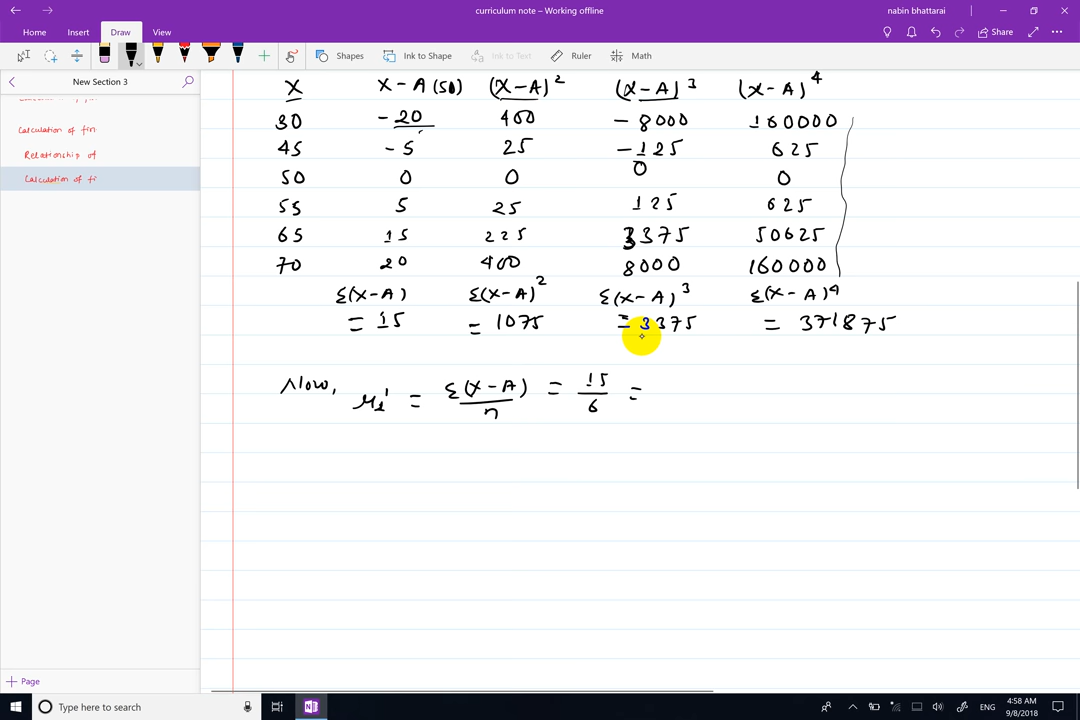 curriculum note – Working offline
nabin bhattarai
Home Insert Draw View
Share
Shapes Ink to Shape Ink to Text Ruler Math
New Section 3
Calculation of fin
Relationship of
Calculation of fi
X X-A(50) (X-A)² (X-A)³ (X-A)⁴
30 -20 400 -8000 160000
45 -5 25 -125 625
50 0 0 0 0
55 5 25 125 625
65 15 225 3375 50625
70 20 400 8000 160000
Σ(X-A) Σ(X-A)² Σ(X-A)³ Σ(X-A)⁴
= 15 = 1075 = 3375 = 371875
Now, μ₁' = Σ(X-A)/n = 15/6 =
+ Page
Type here to search
ENG
4:58 AM
9/8/2018